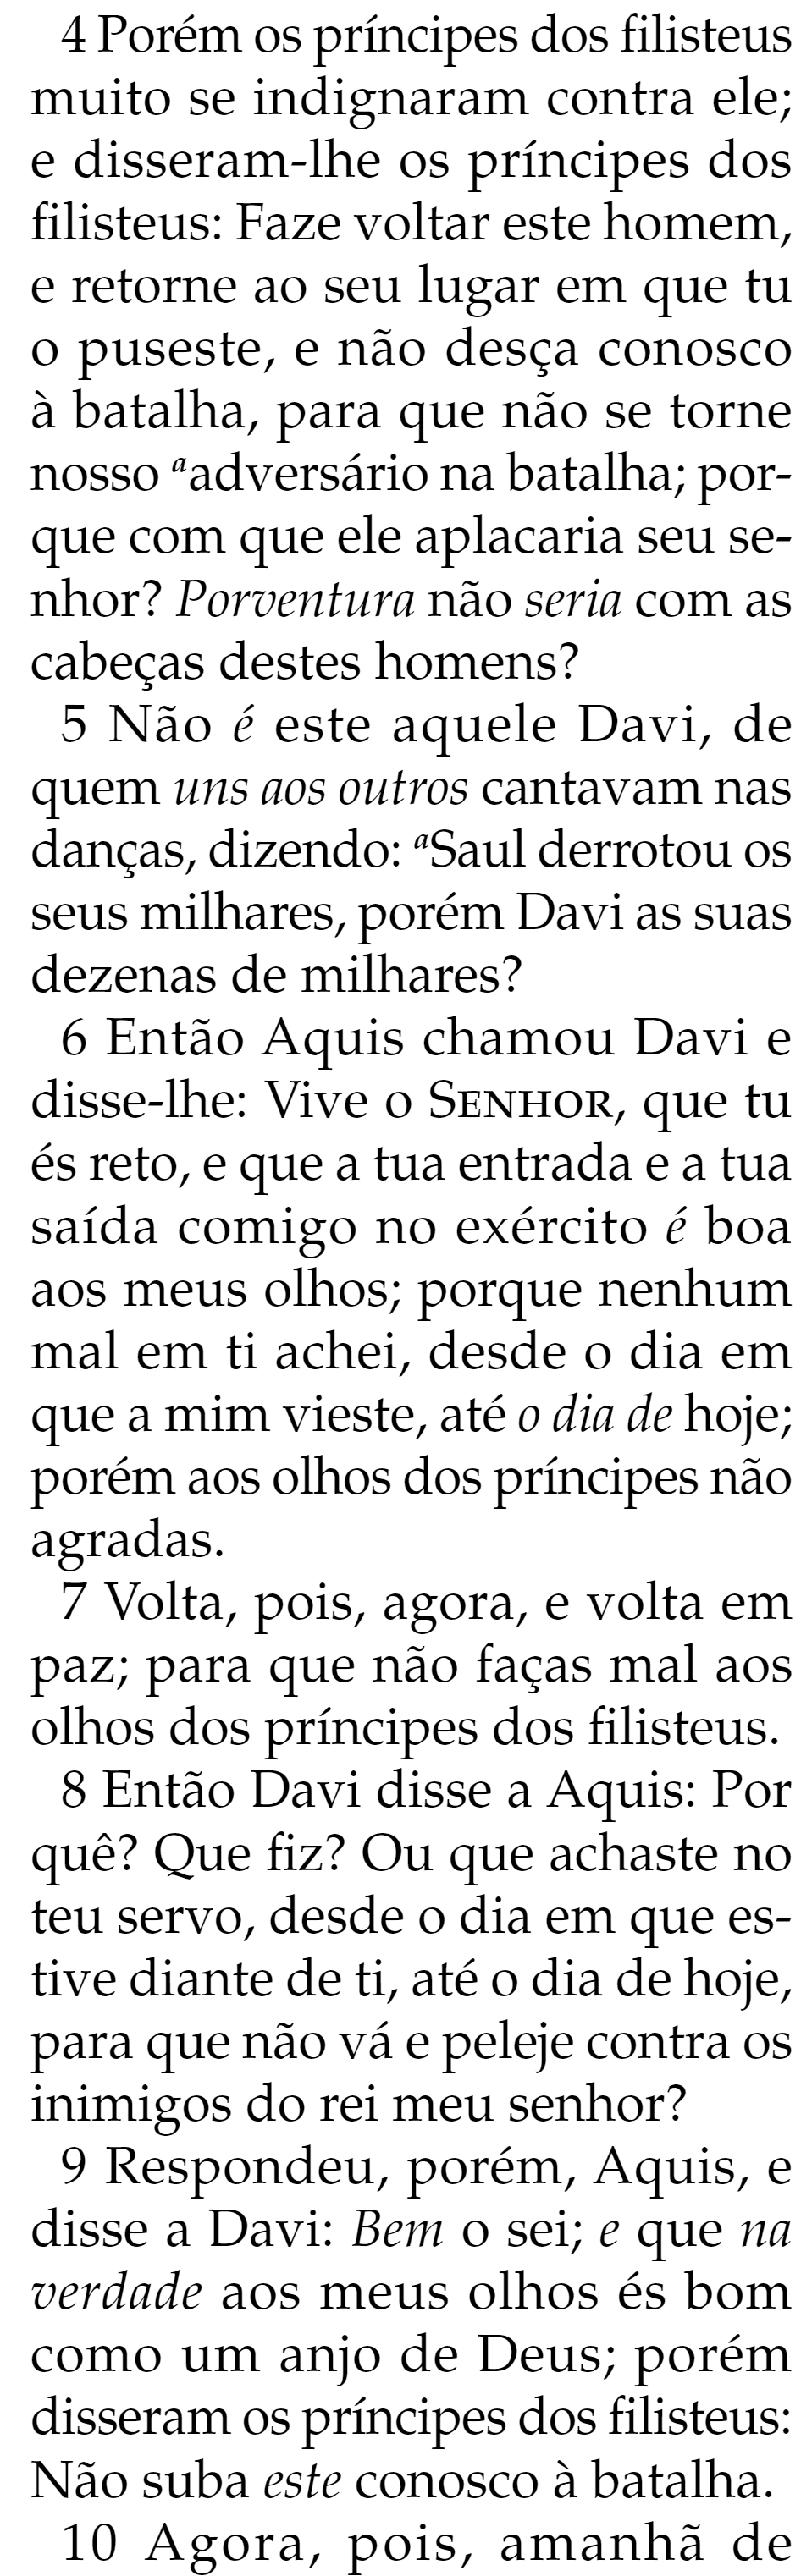 4 Porém os príncipes dos filisteus
muito se indignaram contra ele;
e disseram-lhe os príncipes dos
filisteus: Faze voltar este homem,
e retorne ao seu lugar em que tu
o puseste, e não desça conosco
à batalha, para que não se torne
nosso ªadversário na batalha; por-
que com que ele aplacaria seu se-
nhor? Porventura não seria com as
cabeças destes homens?
5 Não é este aquele Davi, de
quem uns aos outros cantavam nas
danças, dizendo: ªSaul derrotou os
seus milhares, porém Davi as suas
dezenas de milhares?
6 Então Aquis chamou Davi e
disse-lhe: Vive o SENHOR, que tu
és reto, e que a tua entrada e a tua
saída comigo no exército é boa
aos meus olhos; porque nenhum
mal em ti achei, desde o dia em
que a mim vieste, até o dia de hoje;
porém aos olhos dos príncipes não
agradas.
7 Volta, pois, agora, e volta em
paz; para que não faças mal aos
olhos dos príncipes dos filisteus.
8 Então Davi disse a Aquis: Por
quê? Que fiz? Ou que achaste no
teu servo, desde o dia em que es-
tive diante de ti, até o dia de hoje,
para que não vá e peleje contra os
inimigos do rei meu senhor?
9 Respondeu, porém, Aquis, e
disse a Davi: Bem o sei; e que na
verdade aos meus olhos és bom
como um anjo de Deus; porém
disseram os príncipes dos filisteus:
Não suba este conosco à batalha.
10 Agora, pois, amanhã de